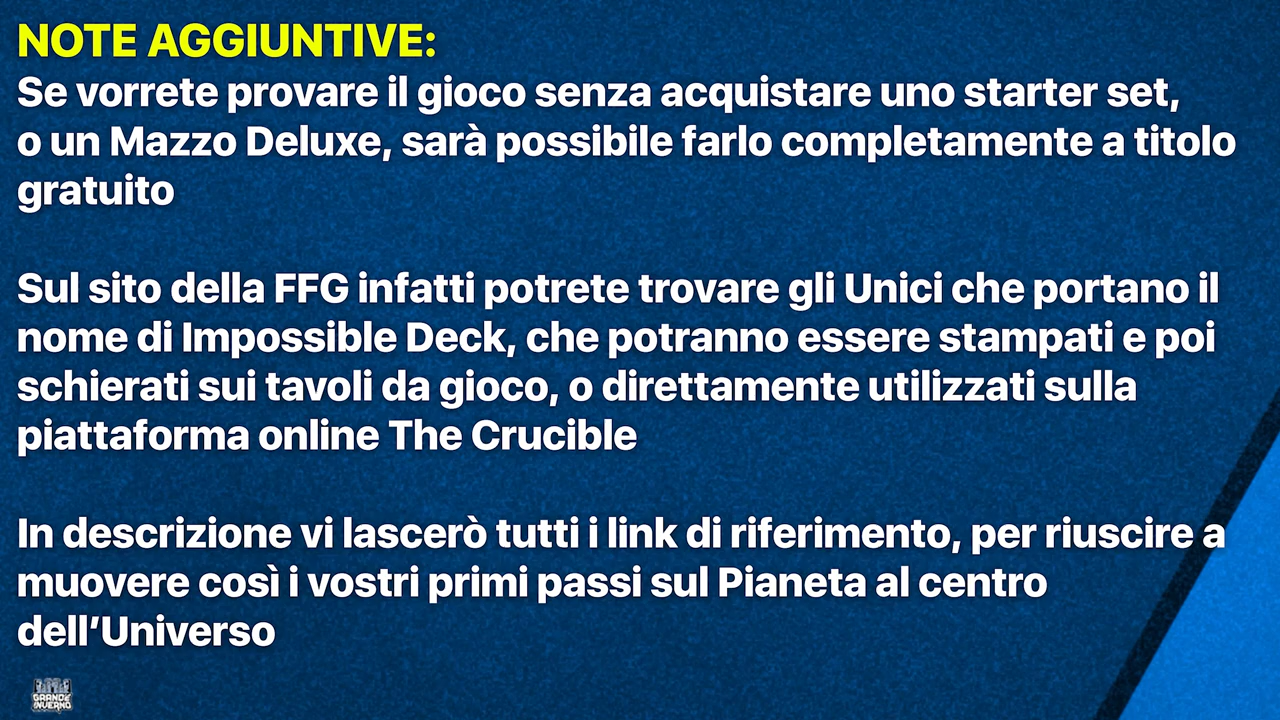 NOTE AGGIUNTIVE:
Se vorrete provare il gioco senza acquistare uno starter set,
o un Mazzo Deluxe, sarà possibile farlo completamente a titolo
gratuito
Sul sito della FFG infatti potrete trovare gli Unici che portano il
nome di Impossible Deck, che potranno essere stampati e poi
schierati sui tavoli da gioco, o direttamente utilizzati sulla
piattaforma online The Crucible
In descrizione vi lascerò tutti i link di riferimento, per riuscire a
muovere così i vostri primi passi sul Pianeta al centro
dell’Universo
GRANDE
INVERNO